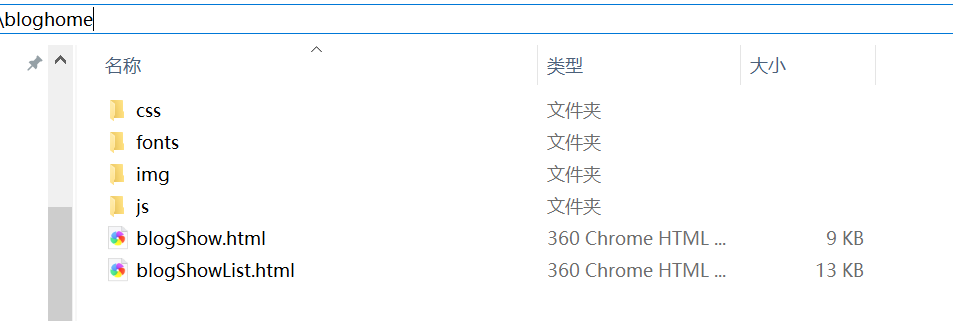 \bloghome
名称 类型 大小
css 文件夹
fonts 文件夹
img 文件夹
js 文件夹
blogShow.html 360 Chrome HTML ... 9 KB
blogShowList.html 360 Chrome HTML ... 13 KB